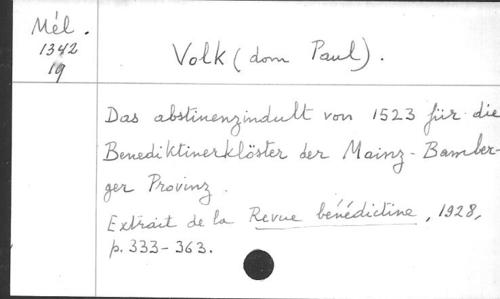 Mél.
1342
19
Volk (dom Paul).
Das abstinenzindult von 1523 für die
Benediktinerklöster der Mainz-Bamber-
ger Provinz.
Extrait de la Revue bénédictine, 1928,
p. 333-363.